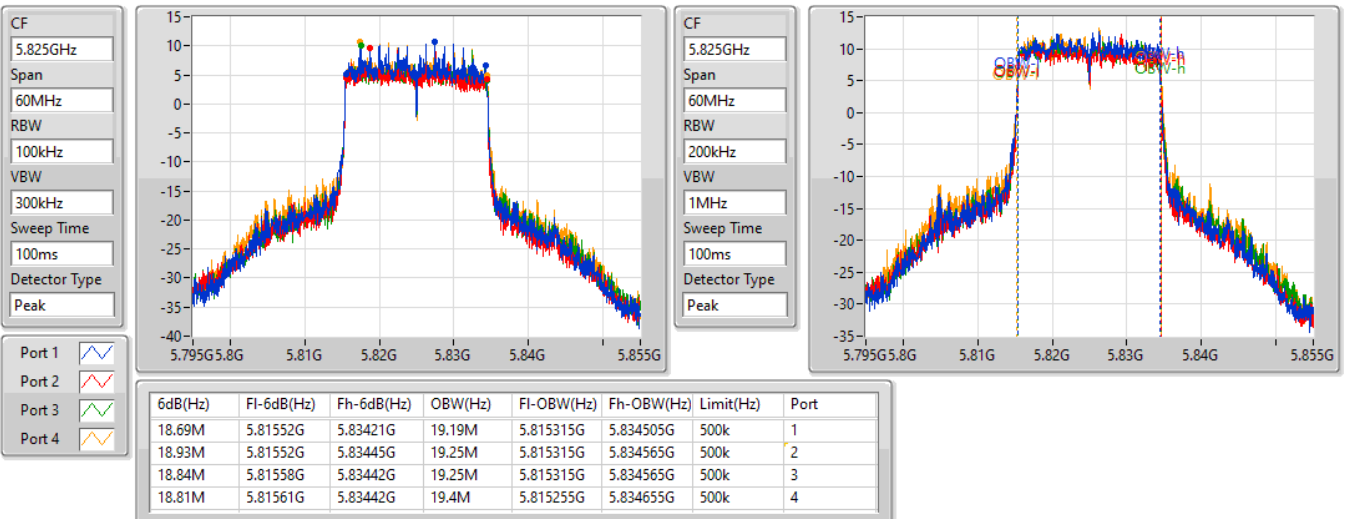 CF
5.825GHz
Span
60MHz
RBW
100kHz
VBW
300kHz
Sweep Time
100ms
Detector Type
Peak
15
10
5
0
-5
-10
-15
-20
-25
-30
-35
-40
5.795G 5.8G 5.81G 5.82G 5.83G 5.84G 5.855G
CF
5.825GHz
Span
60MHz
RBW
200kHz
VBW
1MHz
Sweep Time
100ms
Detector Type
Peak
15
10
5
0
-5
-10
-15
-20
-25
-30
-35
OBW-l
OBW-h
OBW-h
5.795G 5.8G 5.81G 5.82G 5.83G 5.84G 5.855G
Port 1
Port 2
Port 3
Port 4
6dB(Hz) Fl-6dB(Hz) Fh-6dB(Hz) OBW(Hz) Fl-OBW(Hz) Fh-OBW(Hz) Limit(Hz) Port
18.69M 5.81552G 5.83421G 19.19M 5.815315G 5.834505G 500k 1
18.93M 5.81552G 5.83445G 19.25M 5.815315G 5.834565G 500k 2
18.84M 5.81558G 5.83442G 19.25M 5.815315G 5.834565G 500k 3
18.81M 5.81561G 5.83442G 19.4M 5.815255G 5.834655G 500k 4